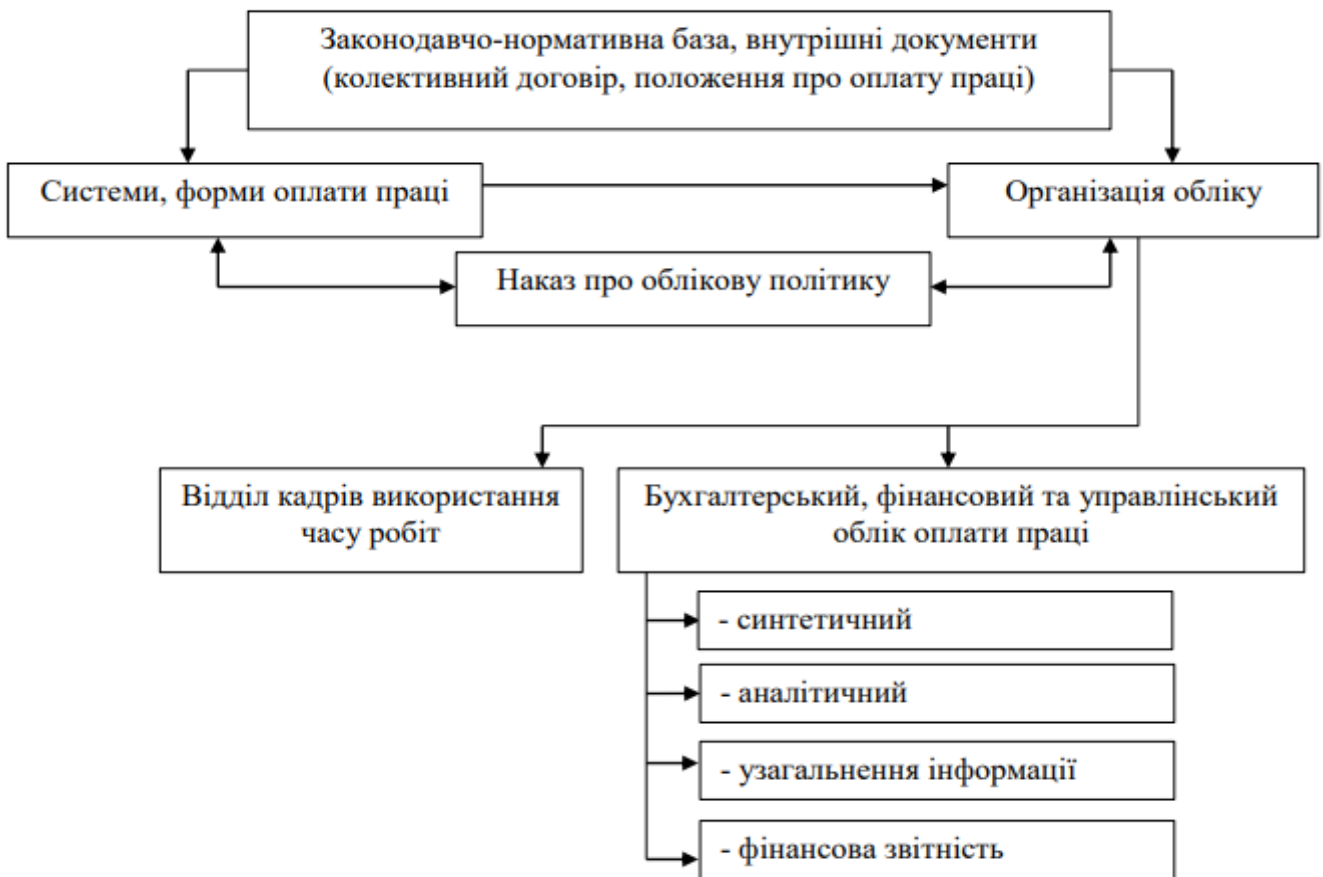 Законодавчо-нормативна база, внутрішні документи
(колективний договір, положення про оплату праці)
Системи, форми оплати праці
Організація обліку
Наказ про облікову політику
Відділ кадрів використання
часу робіт
Бухгалтерський, фінансовий та управлінський
облік оплати праці
- синтетичний
- аналітичний
- узагальнення інформації
- фінансова звітність